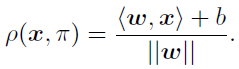 ρ(x, π) = (⟨w, x⟩ + b) / ||w||.